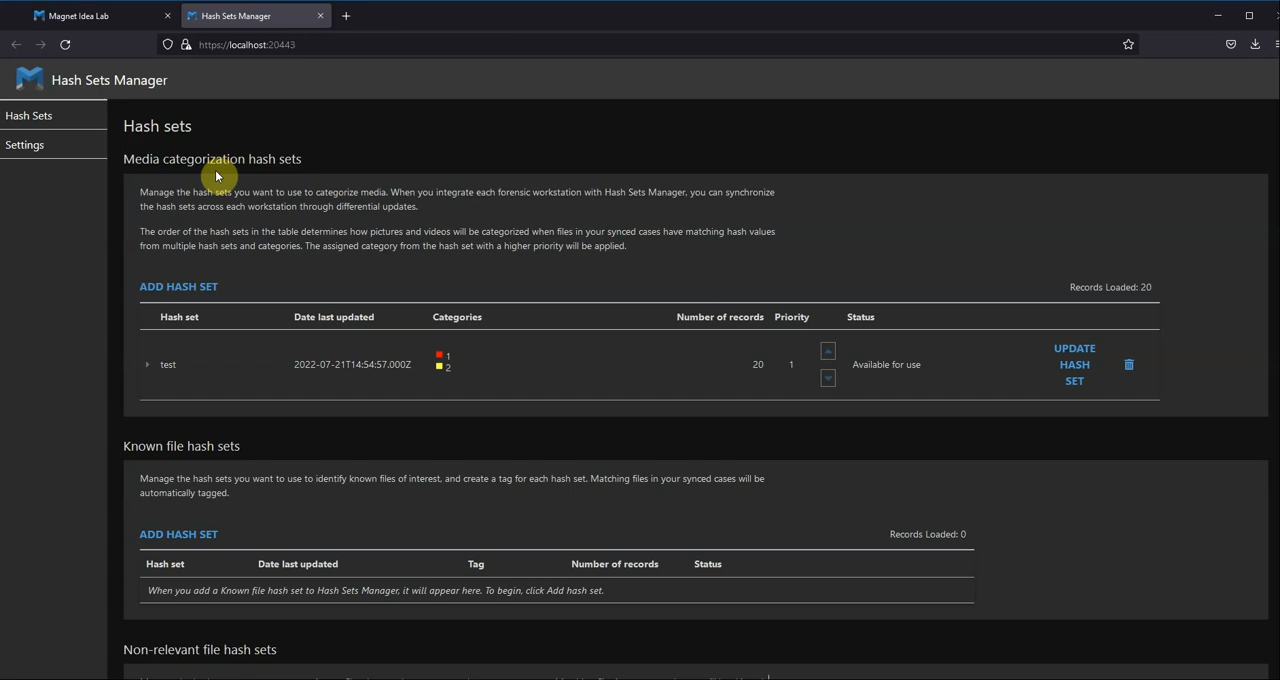 Magnet Idea Lab
Hash Sets Manager
https://localhost:20443
Hash Sets Manager
Hash Sets
Settings
Hash sets
Media categorization hash sets
Manage the hash sets you want to use to categorize media. When you integrate each forensic workstation with Hash Sets Manager, you can synchronize
the hash sets across each workstation through differential updates.
The order of the hash sets in the table determines how pictures and videos will be categorized when files in your synced cases have matching hash values
from multiple hash sets and categories. The assigned category from the hash set with a higher priority will be applied.
ADD HASH SET
Records Loaded: 20
Hash set Date last updated Categories Number of records Priority Status
test 2022-07-21T14:54:57.000Z 1 20 1 Available for use UPDATE
2 HASH
SET
Known file hash sets
Manage the hash sets you want to use to identify known files of interest, and create a tag for each hash set. Matching files in your synced cases will be
automatically tagged.
ADD HASH SET
Records Loaded: 0
Hash set Date last updated Tag Number of records Status
When you add a Known file hash set to Hash Sets Manager, it will appear here. To begin, click Add hash set.
Non-relevant file hash sets